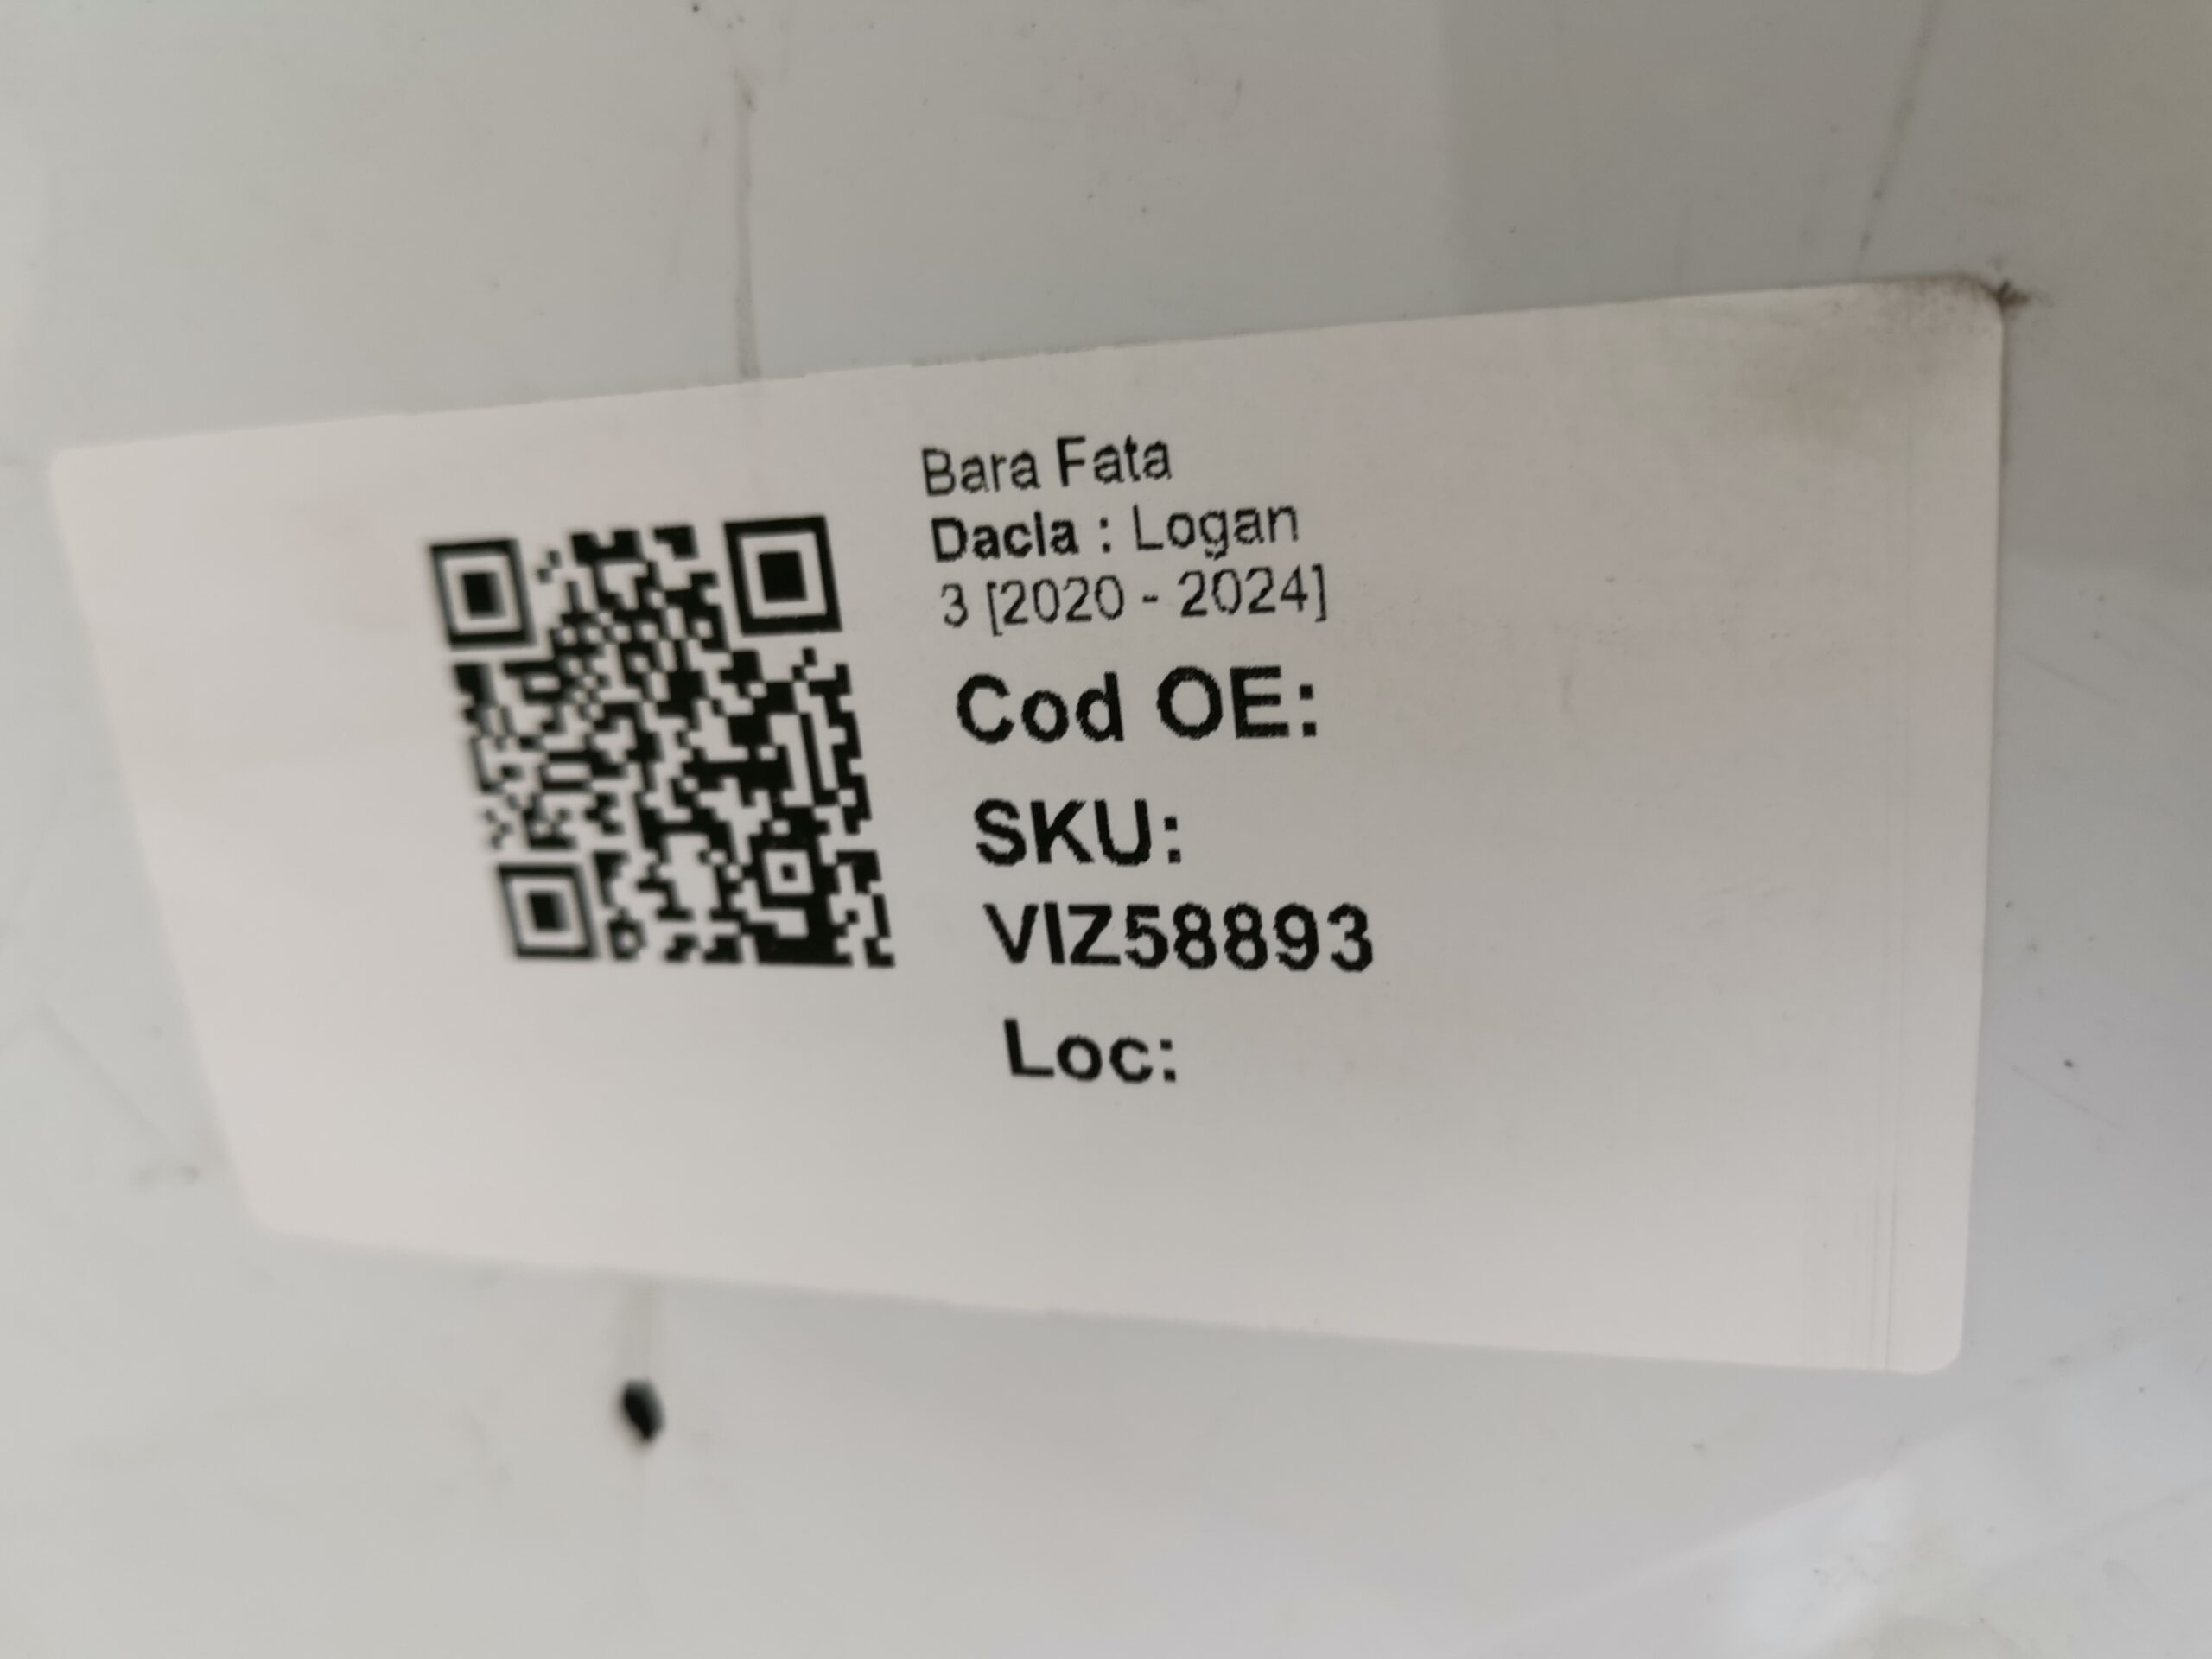 Bara Fata
Dacia : Logan
3 [2020 - 2024]
Cod OE:
SKU:
VIZ58893
Loc: